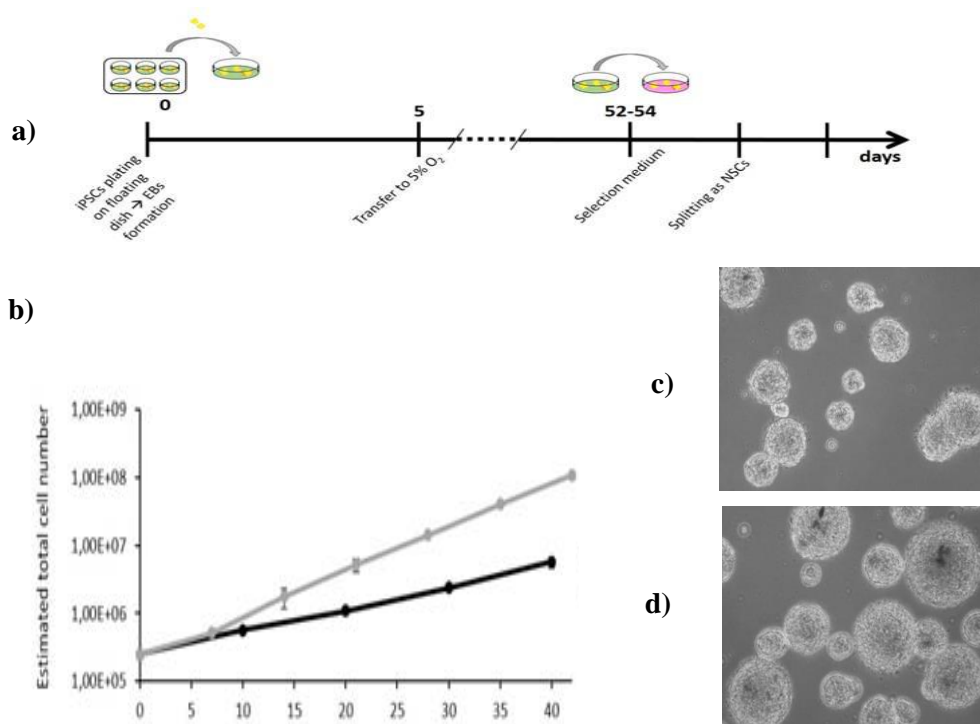 0
5
52-54
a)
days
iPSCs plating
on floating
dish → EBs
formation
Transfer to 5% O₂
Selection medium
Splitting as NSCs
b)
c)
d)
Estimated total cell number
1,00E+09
1,00E+08
1,00E+07
1,00E+06
1,00E+05
0 5 10 15 20 25 30 35 40